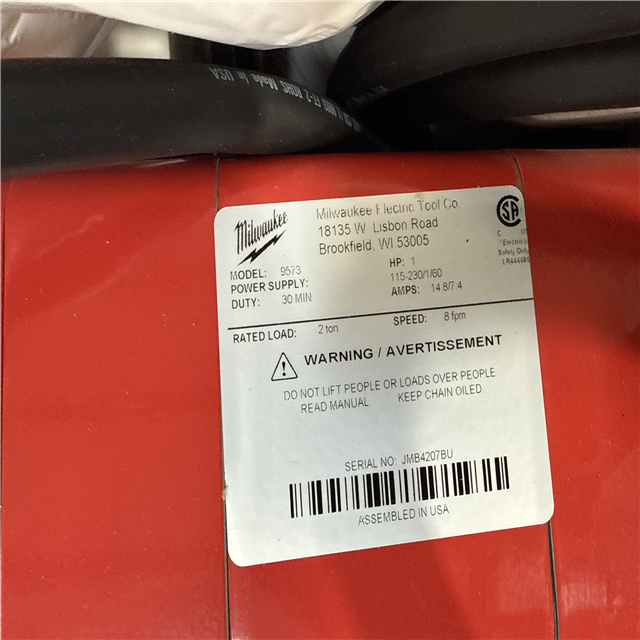 Made in USA
Milwaukee
Milwaukee Electric Tool Co.
18135 W. Lisbon Road
Brookfield, WI 53005
MODEL: 9573
HP: 1
POWER SUPPLY: 115-230/1/60
DUTY: 30 MIN
AMPS: 14.8/7.4
RATED LOAD: 2 ton
SPEED: 8 fpm
WARNING / AVERTISSEMENT
DO NOT LIFT PEOPLE OR LOADS OVER PEOPLE
READ MANUAL. KEEP CHAIN OILED.
SERIAL NO: JMB4207BU
ASSEMBLED IN USA
Safety Only